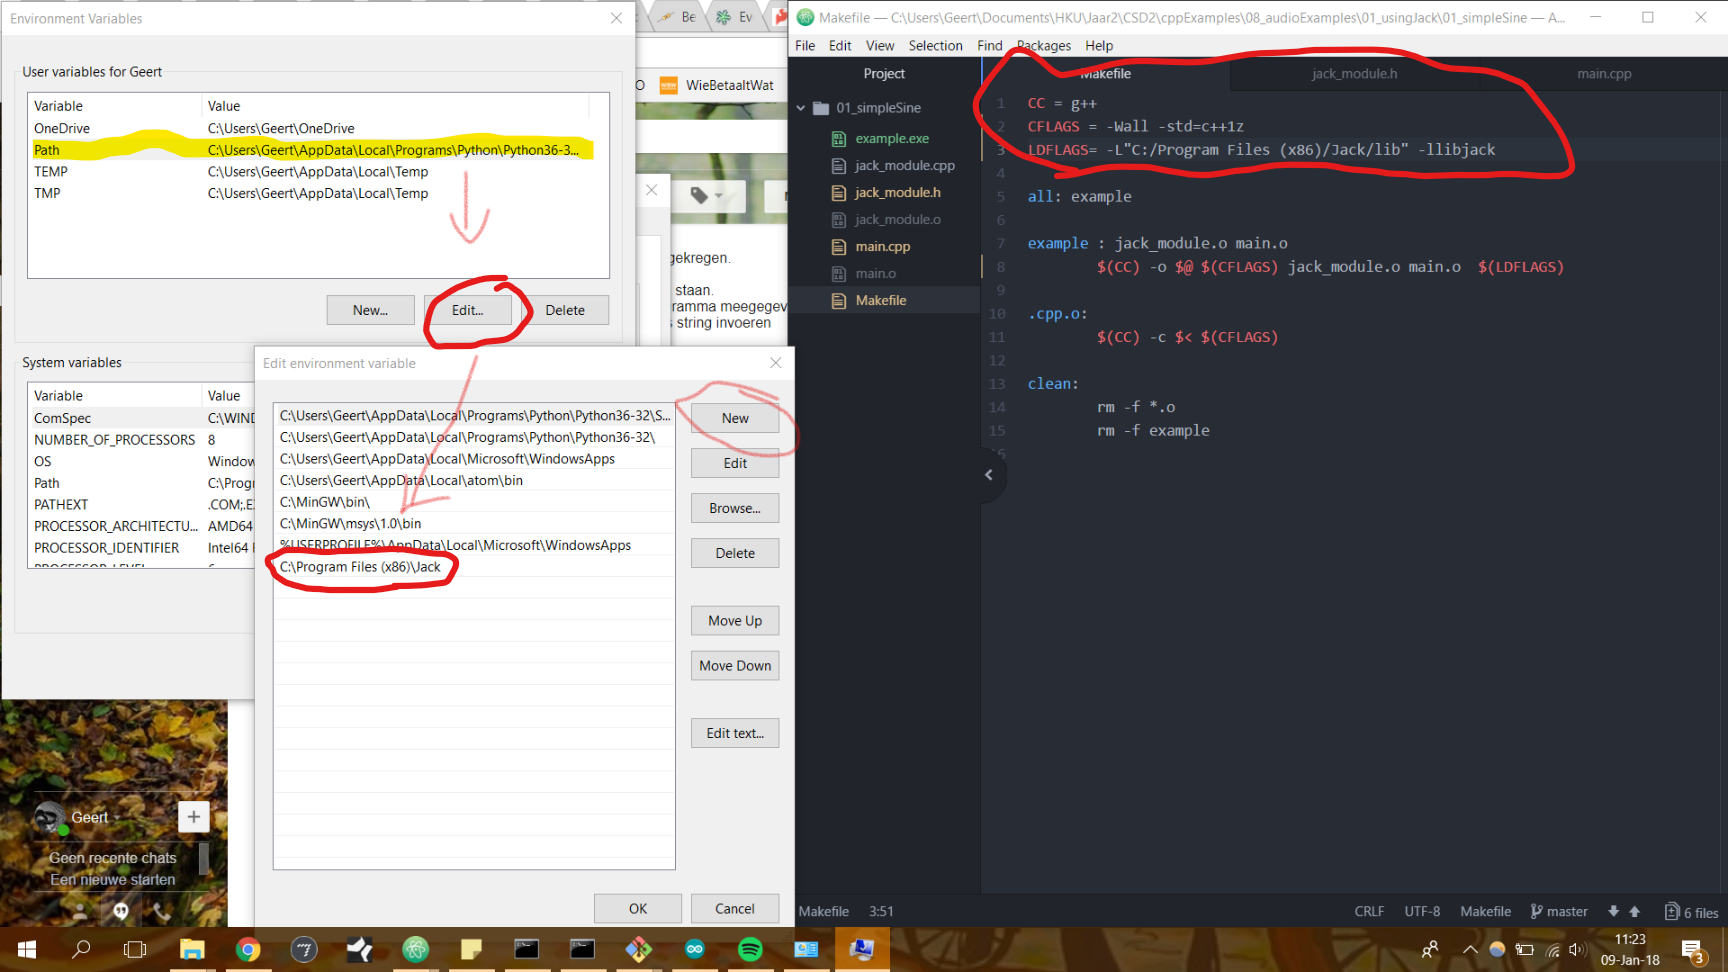 Environment Variables
User variables for Geert
Variable Value
OneDrive C:\Users\Geert\OneDrive
Path C:\Users\Geert\AppData\Local\Programs\Python\Python36-3...
TEMP C:\Users\Geert\AppData\Local\Temp
TMP C:\Users\Geert\AppData\Local\Temp
New... Edit... Delete
System variables
Variable Value
ComSpec C:\WIND
NUMBER_OF_PROCESSORS 8
OS Window
Path C:\Prog
PATHEXT .COM;.E
PROCESSOR_ARCHITECTU... AMD64
PROCESSOR_IDENTIFIER Intel64
Edit environment variable
C:\Users\Geert\AppData\Local\Programs\Python\Python36-32\S...
C:\Users\Geert\AppData\Local\Programs\Python\Python36-32\
C:\Users\Geert\AppData\Local\Microsoft\WindowsApps
C:\Users\Geert\AppData\Local\atom\bin
C:\MinGW\bin\
C:\MinGW\msys\1.0\bin
%USERPROFILE%\AppData\Local\Microsoft\WindowsApps
C:\Program Files (x86)\Jack
New
Edit
Browse...
Delete
Move Up
Move Down
Edit text...
OK Cancel
Be
Ev
WieBetaaltWat
gekregen.
staan.
ramma meegegev
string invoeren
Geert
Geen recente chats
Een nieuwe starten
Makefile — C:\Users\Geert\Documents\HKU\Jaar2\CSD2\cppExamples\08_audioExamples\01_usingJack\01_simpleSine — A...
File Edit View Selection Find Packages Help
Project
01_simpleSine
example.exe
jack_module.cpp
jack_module.h
jack_module.o
main.cpp
main.o
Makefile
Makefile jack_module.h main.cpp
1 CC = g++
2 CFLAGS = -Wall -std=c++1z
3 LDFLAGS= -L"C:/Program Files (x86)/Jack/lib" -llibjack
4
5 all: example
6
7 example : jack_module.o main.o
8 $(CC) -o $@ $(CFLAGS) jack_module.o main.o $(LDFLAGS)
9
10 .cpp.o:
11 $(CC) -c $< $(CFLAGS)
12
13 clean:
14 rm -f *.o
15 rm -f example
Makefile 3:51 CRLF UTF-8 Makefile master 6 files
11:23
09-Jan-18
3